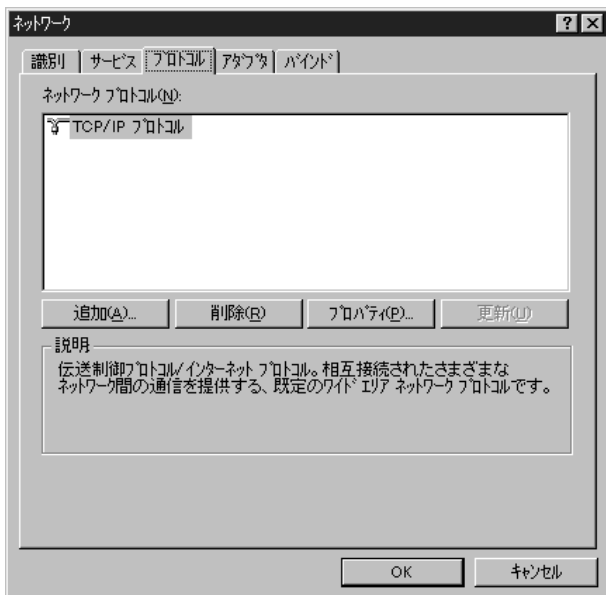 ﾈｯﾄﾜｰｸ
識別
ｻｰﾋﾞｽ
ﾌﾟﾛﾄｺﾙ
ｱﾀﾞﾌﾟﾀ
ﾊﾞｲﾝﾄﾞ
ﾈｯﾄﾜｰｸ ﾌﾟﾛﾄｺﾙ(N):
TCP/IP ﾌﾟﾛﾄｺﾙ
追加(A)...
削除(R)
ﾌﾟﾛﾊﾟﾃｨ(P)...
更新(U)
説明
伝送制御ﾌﾟﾛﾄｺﾙ/ｲﾝﾀｰﾈｯﾄ ﾌﾟﾛﾄｺﾙ。相互接続されたさまざまな
ﾈｯﾄﾜｰｸ間の通信を提供する、既定のﾜｲﾄﾞ ｴﾘｱ ﾈｯﾄﾜｰｸ ﾌﾟﾛﾄｺﾙです。
OK
ｷｬﾝｾﾙ